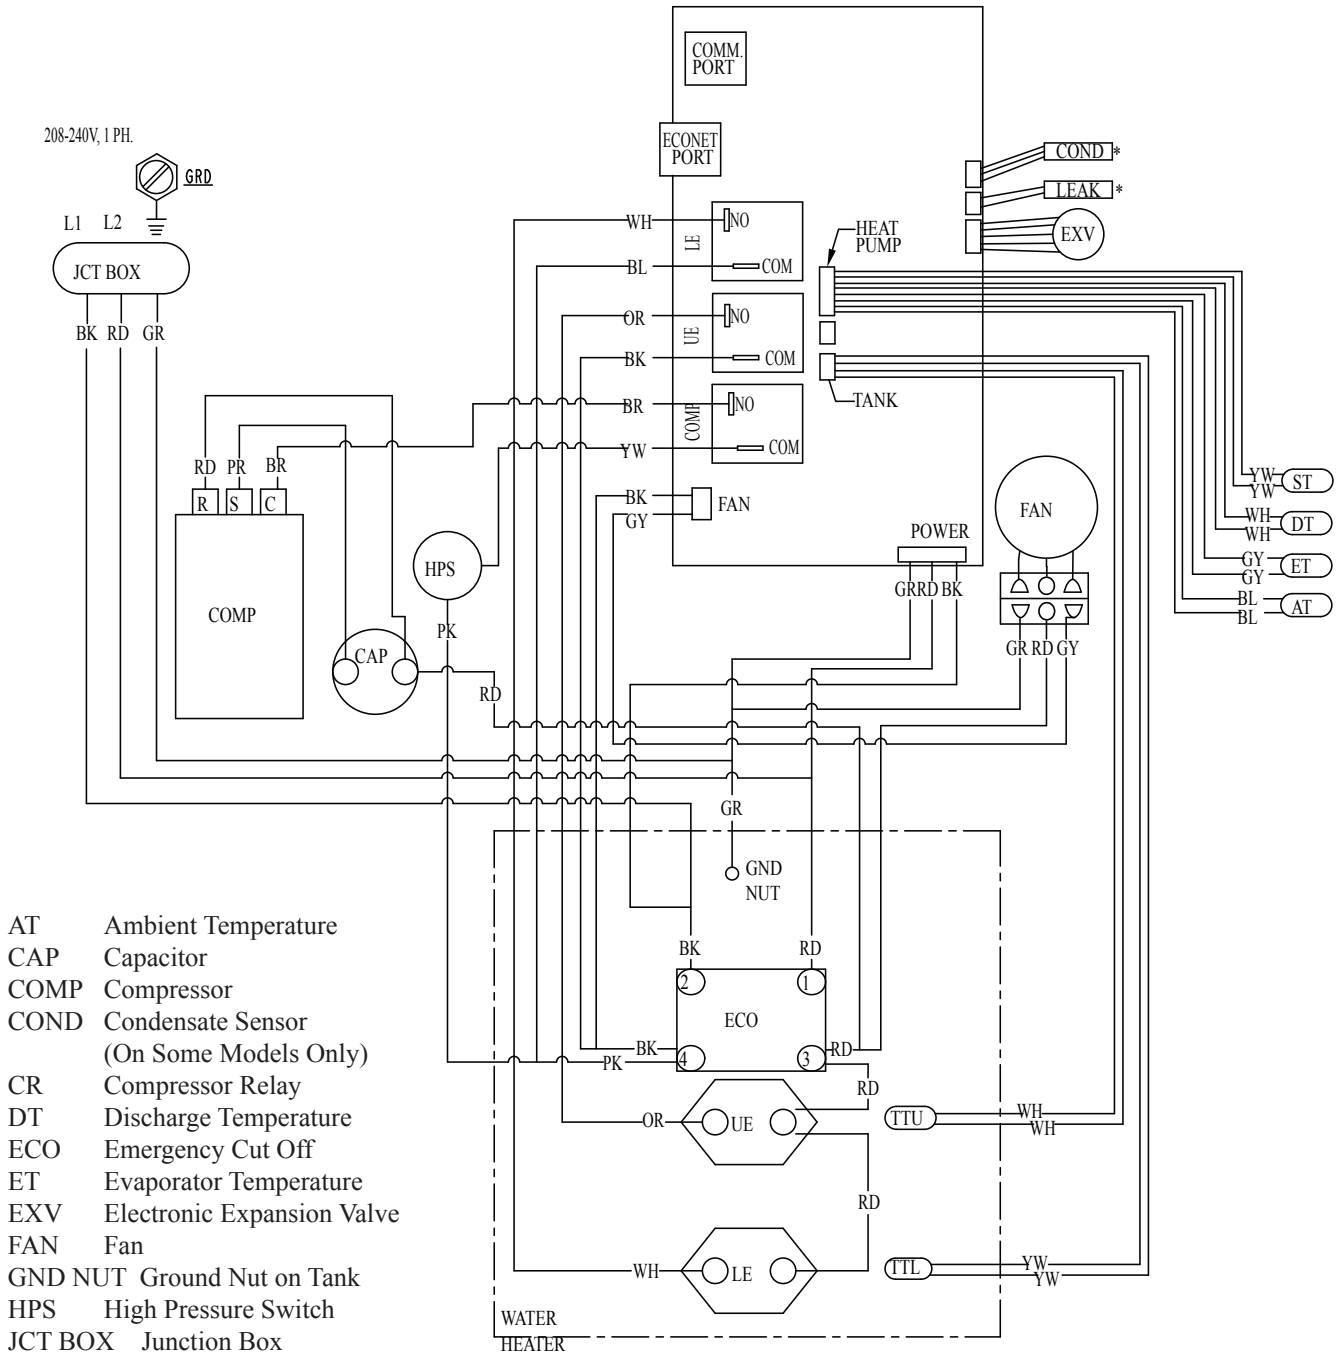 COMM.
PORT
208-240V, 1 PH.
ECONET
PORT
COND *
GRD
LEAK *
L1 L2
WH NO
HEAT
PUMP
EXV
LE
JCT BOX
BL COM
BK RD GR
OR NO
UE
BK COM
BR NO
TANK
COMP
YW COM
RD PR BR
R S C
BK
GY
FAN
FAN
YW
YW
ST
WH
WH
DT
POWER
GY
GY
ET
HPS
GR RD BK
BL
BL
AT
COMP
PK
CAP
GR RD GY
RD
GR
GND
NUT
BK RD
2 1
ECO
BK 4 3 RD
PK
RD
OR UE
TTU WH
WH
RD
WH LE
TTL YW
YW
WATER
HEATER
AT Ambient Temperature
CAP Capacitor
COMP Compressor
COND Condensate Sensor
(On Some Models Only)
CR Compressor Relay
DT Discharge Temperature
ECO Emergency Cut Off
ET Evaporator Temperature
EXV Electronic Expansion Valve
FAN Fan
GND NUT Ground Nut on Tank
HPS High Pressure Switch
JCT BOX Junction Box